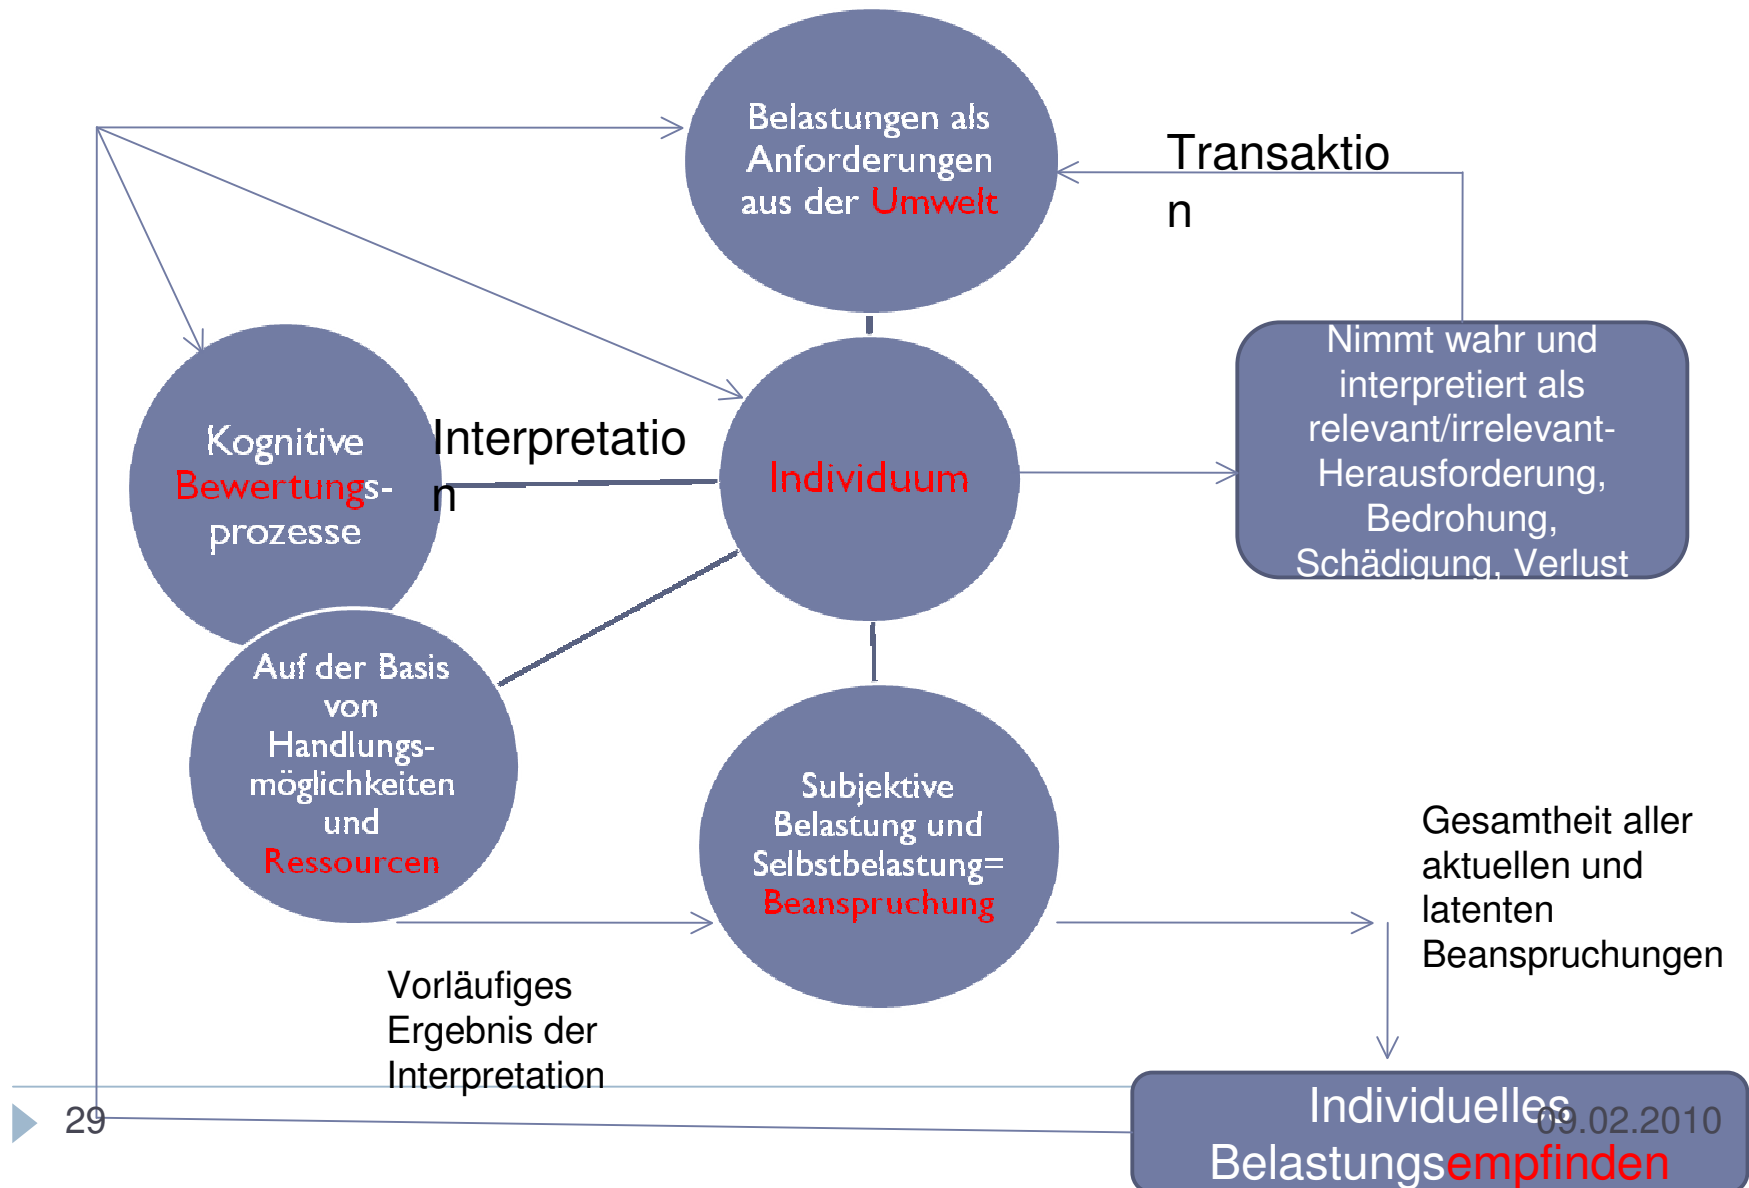 Belastungen als
Anforderungen
aus der Umwelt
Transaktio
n
Nimmt wahr und
interpretiert als
relevant/irrelevant-
Herausforderung,
Bedrohung,
Schädigung, Verlust
Kognitive
Bewertungs-
prozesse
Interpretatio
n
Individuum
Auf der Basis
von
Handlungs-
möglichkeiten
und
Ressourcen
Subjektive
Belastung und
Selbstbelastung=
Beanspruchung
Gesamtheit aller
aktuellen und
latenten
Beanspruchungen
Vorläufiges
Ergebnis der
Interpretation
Individuelles
Belastungsempfinden
29
09.02.2010